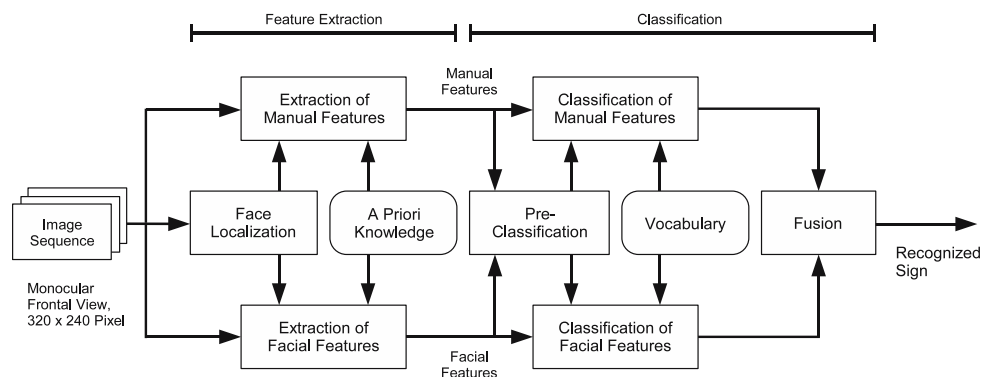 Feature Extraction
Classification
Manual
Features
Extraction of
Manual Features
Classification of
Manual Features
Image
Sequence
Face
Localization
A Priori
Knowledge
Pre-
Classification
Vocabulary
Fusion
Recognized
Sign
Monocular
Frontal View,
320 x 240 Pixel
Extraction of
Facial Features
Classification of
Facial Features
Facial
Features